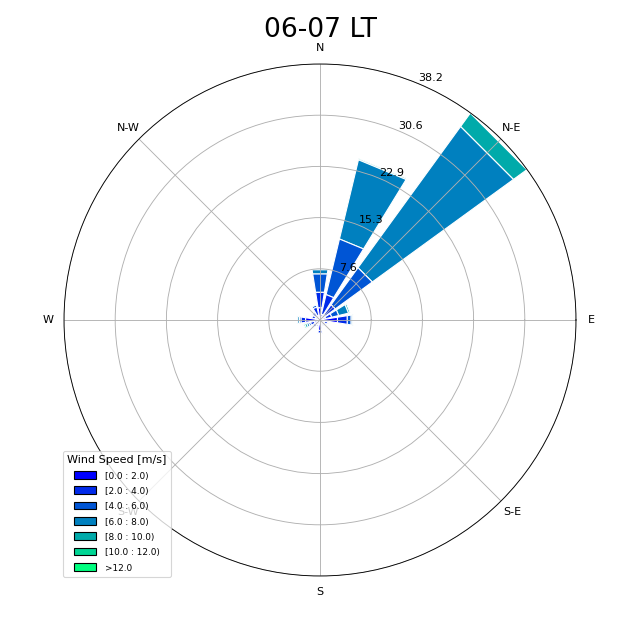 06-07 LT
N
38.2
N-W
30.6
N-E
22.9
15.3
7.6
W
E
Wind Speed [m/s]
[0.0 : 2.0)
[2.0 : 4.0)
[4.0 : 6.0)
[6.0 : 8.0)
[8.0 : 10.0)
[10.0 : 12.0)
>12.0
S-W
S-E
S